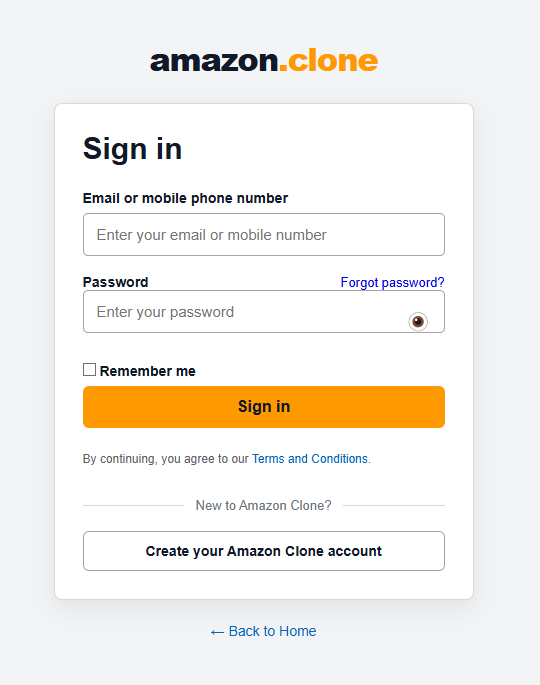 amazon.clone
Sign in
Email or mobile phone number
Enter your email or mobile number
Password Forgot password?
Enter your password
Remember me
Sign in
By continuing, you agree to our Terms and Conditions.
New to Amazon Clone?
Create your Amazon Clone account
← Back to Home